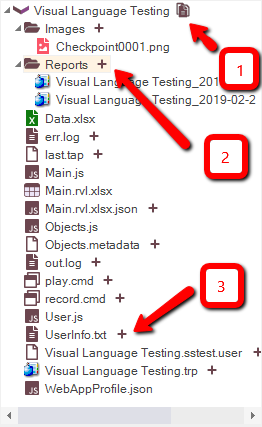 Visual Language Testing
1
Images
Checkpoint0001.png
Reports
Visual Language Testing_201
Visual Language Testing_2019-02-2
2
Data.xlsx
err.log
last.tap
Main.js
Main.rvl.xlsx
Main.rvl.xlsx.json
Objects.js
Objects.metadata
out.log
play.cmd
3
record.cmd
User.js
UserInfo.txt
Visual Language Testing.sstest.user
Visual Language Testing.trp
WebAppProfile.json